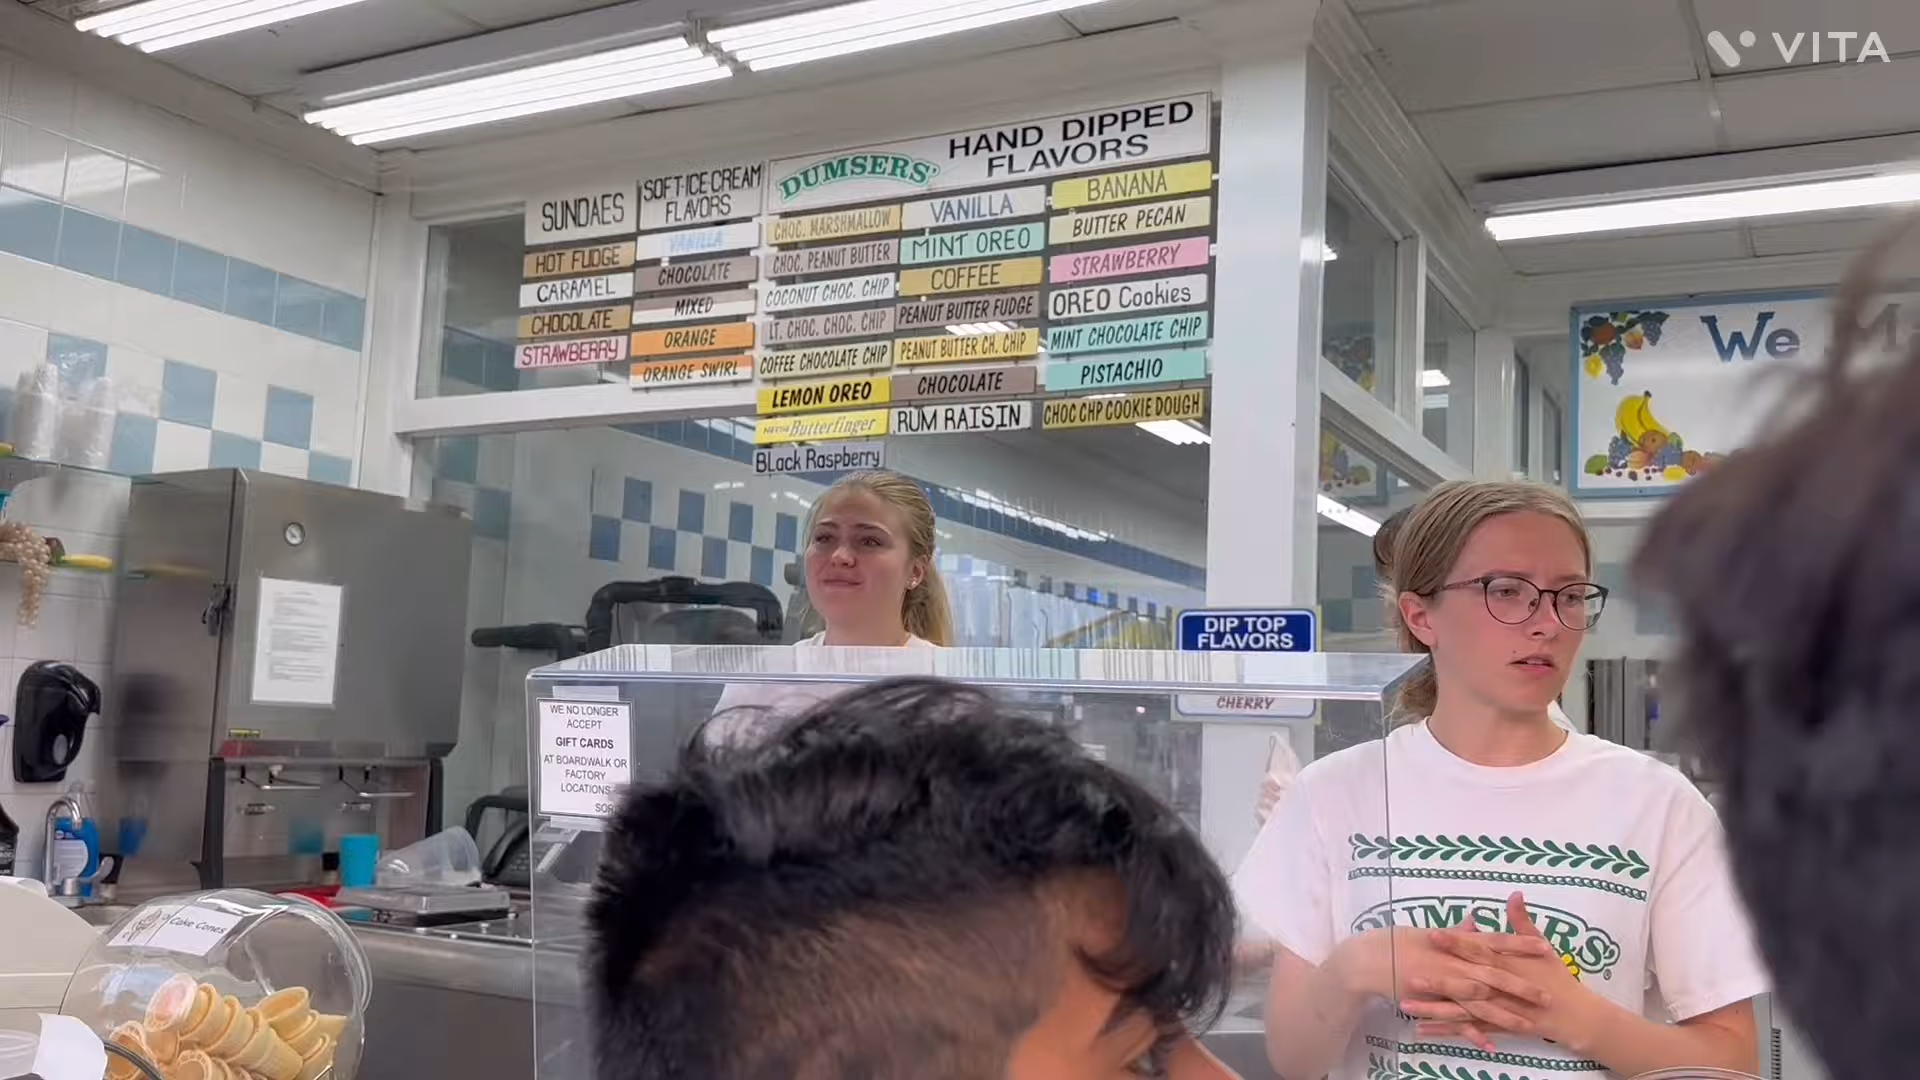 VITA
SUNDAES
HOT FUDGE
CARAMEL
CHOCOLATE
STRAWBERRY
SOFT-ICE CREAM
FLAVORS
VANILLA
CHOCOLATE
MIXED
ORANGE
ORANGE SWIRL
DUMSERS'
HAND DIPPED
FLAVORS
CHOC. MARSHMALLOW
CHOC. PEANUT BUTTER
COCONUT CHOC. CHIP
LT. CHOC. CHOC. CHIP
COFFEE CHOCOLATE CHIP
LEMON OREO
Butterfinger
BLack Raspberry
VANILLA
MINT OREO
COFFEE
PEANUT BUTTER FUDGE
PEANUT BUTTER CH. CHIP
CHOCOLATE
RUM RAISIN
BANANA
BUTTER PECAN
STRAWBERRY
OREO Cookies
MINT CHOCOLATE CHIP
PISTACHIO
CHOC CHP COOKIE DOUGH
We
DIP TOP
FLAVORS
CHERRY
WE NO LONGER
ACCEPT
GIFT CARDS
AT BOARDWALK OR
FACTORY
LOCATIONS
Cake Cones
DUMSERS'